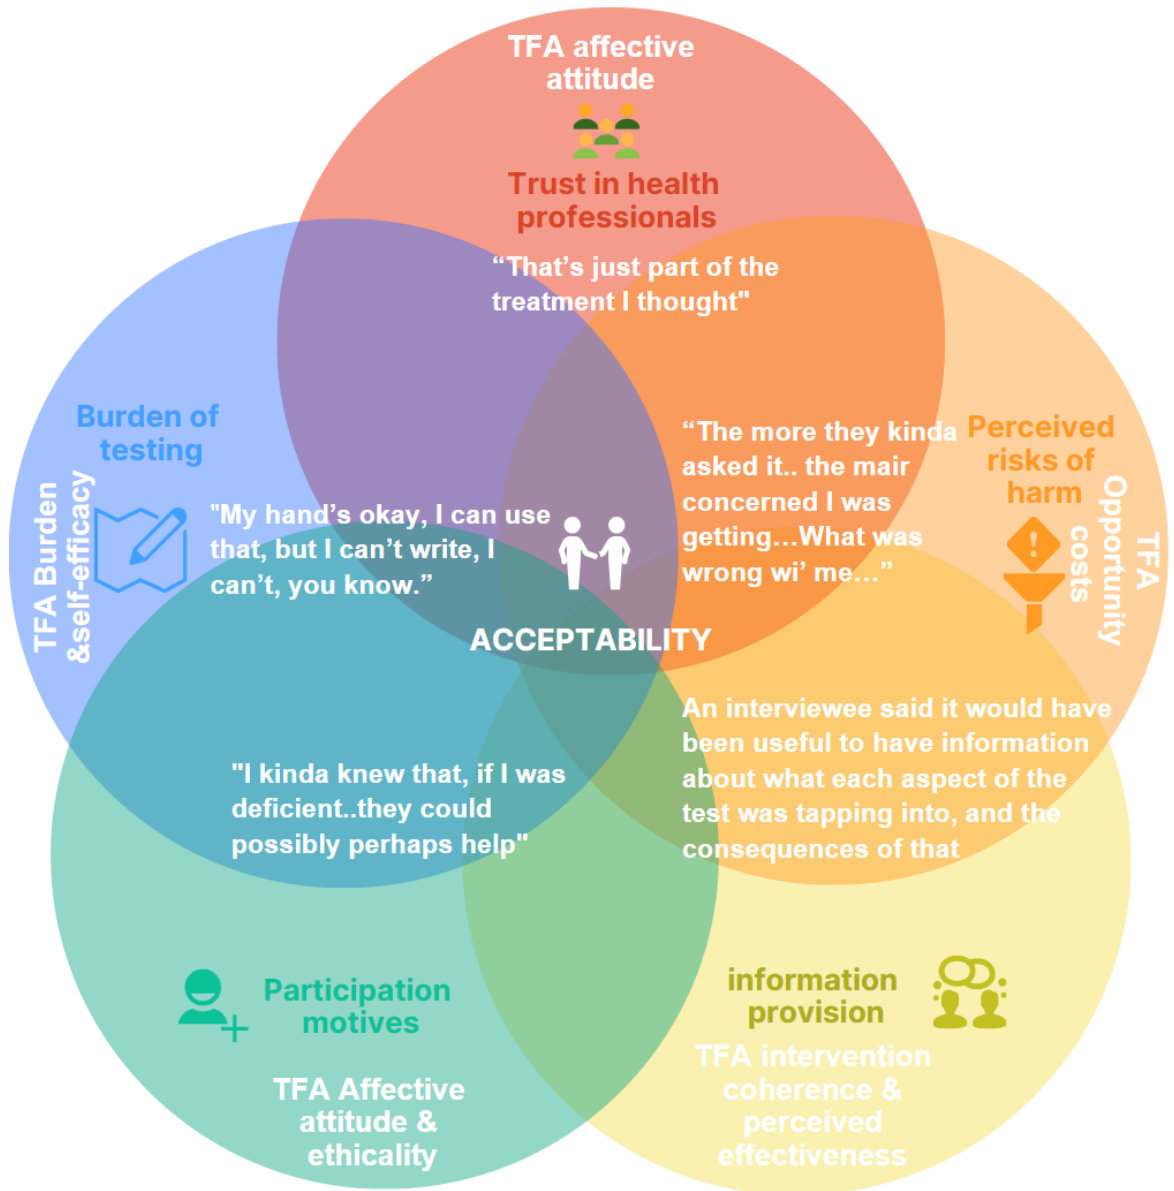 TFA affective
attitude
Trust in health
professionals
“That’s just part of the
treatment I thought"
Burden of
testing
TFA Burden
&self-efficacy
"My hand’s okay, I can use
that, but I can’t write, I
can’t, you know.”
“The more they kinda
asked it.. the mair
concerned I was
getting...What was
wrong wi’ me...”
Perceived
risks of
harm
TFA
Opportunity
costs
ACCEPTABILITY
"I kinda knew that, if I was
deficient..they could
possibly perhaps help"
An interviewee said it would have
been useful to have information
about what each aspect of the
test was tapping into, and the
consequences of that
Participation
motives
TFA Affective
attitude &
ethicality
information
provision
TFA intervention
coherence &
perceived
effectiveness